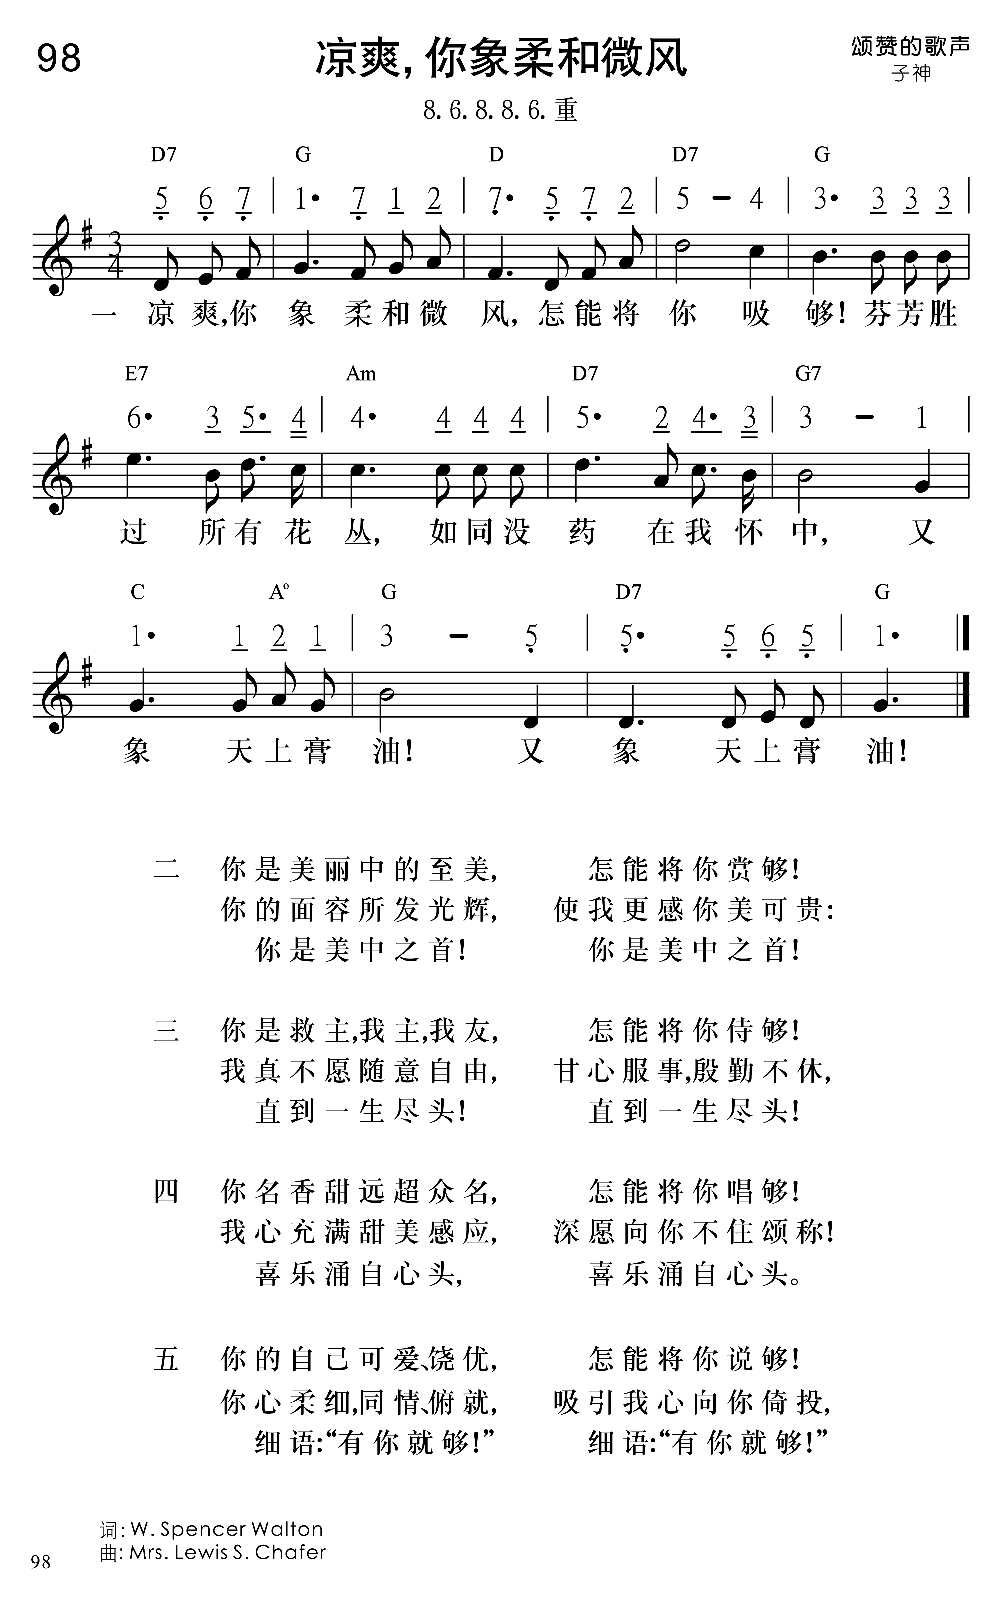 98 凉爽,你象柔和微风 颂赞的歌声
8. 6. 8. 8. 6. 重 子神
D7 G D D7 G
5 6 7 | 1• 7 1 2 | 7• 5 7 2 | 5 – 4 | 3• 3 3 3 |
3
4
一 凉爽,你象柔和微风, 怎能将你吸够! 芬芳胜
E7 Am D7 G7
6• 3 5• 4 | 4• 4 4 4 | 5• 2 4• 3 | 3 – 1 |
过所有花丛, 如同没药在我怀中, 又
C A° G D7 G
1• 1 2 1 | 3 – 5 | 5• 5 6 5 | 1•
象天上膏油! 又象天上膏油!
二 你是美丽中的至美, 怎能将你赏够!
你的面容所发光辉, 使我更感你美可贵:
你是美中之首! 你是美中之首!
三 你是救主,我主,我友, 怎能将你侍够!
我真不愿随意自由, 甘心服事,殷勤不休,
直到一生尽头! 直到一生尽头!
四 你名香甜远超众名, 怎能将你唱够!
我心充满甜美感应, 深愿向你不住颂称!
喜乐涌自心头, 喜乐涌自心头。
五 你的自己可爱、饶优, 怎能将你说够!
你心柔细,同情、俯就, 吸引我心向你倚投,
细语:“有你就够!” 细语:“有你就够!”
词: W. Spencer Walton
曲: Mrs. Lewis S. Chafer
98